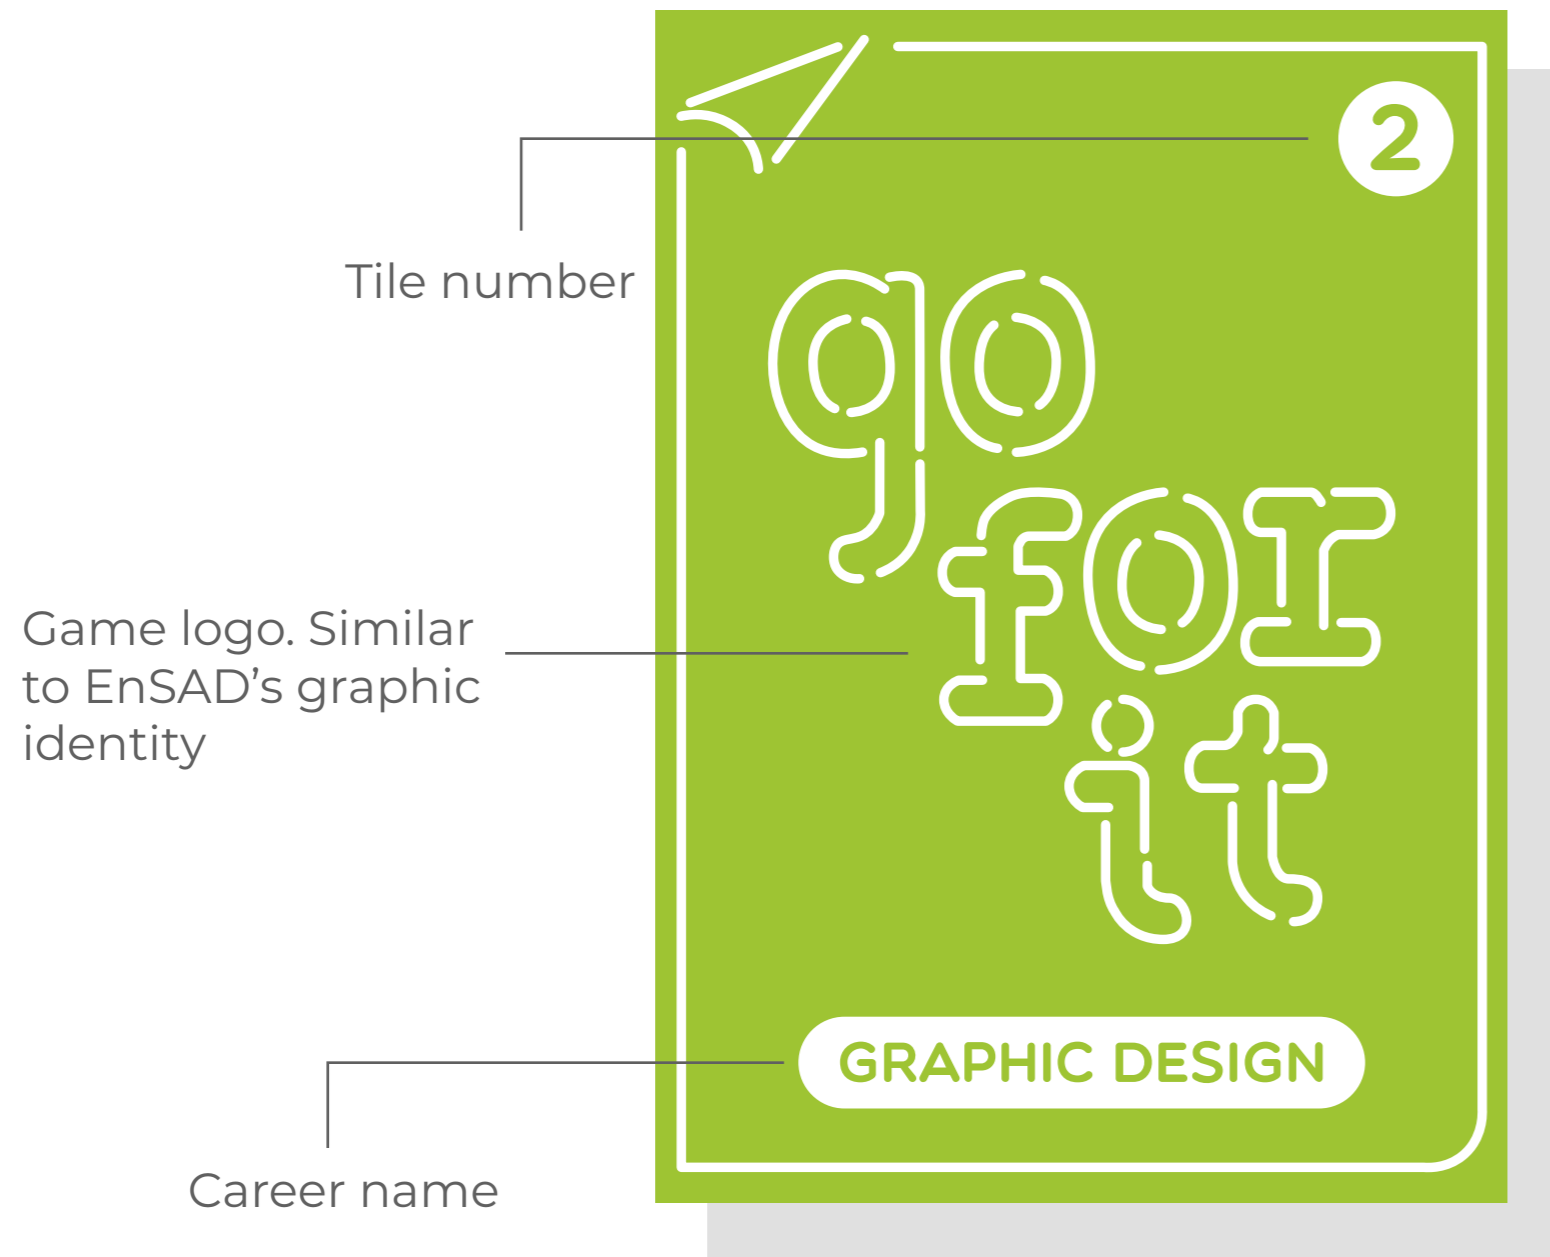 2
Tile number
go
for
it
Game logo. Similar
to EnSAD’s graphic
identity
GRAPHIC DESIGN
Career name